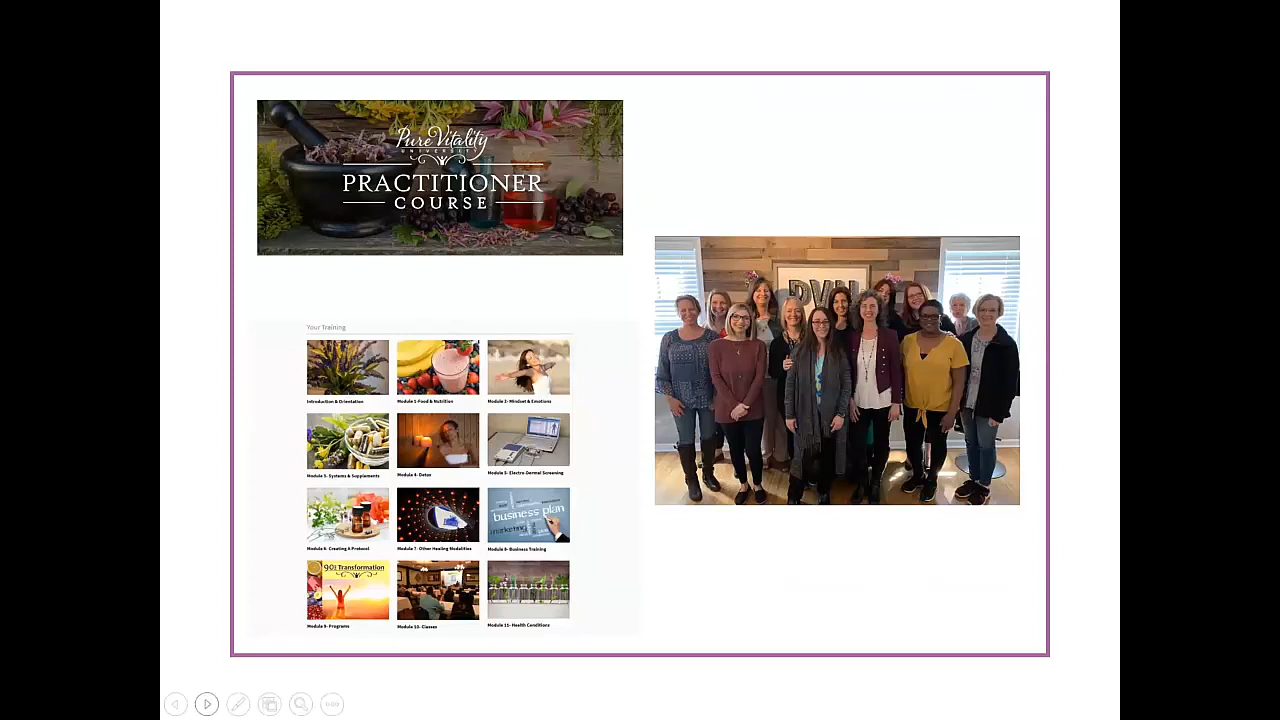 Pure Vitality
UNIVERSITY
PRACTITIONER
COURSE
Your Training
Introduction & Orientation
Module 1-Food & Nutrition
Module 2- Mindset & Emotions
Module 3- Systems & Supplements
Module 4- Detox
Module 5- Electro-Dermal Screening
business plan
marketing
Module 6- Creating A Protocol
Module 7- Other Healing Modalities
Module 8- Business Training
90 Transformation
Module 9- Programs
Module 10- Classes
Module 11- Health Conditions